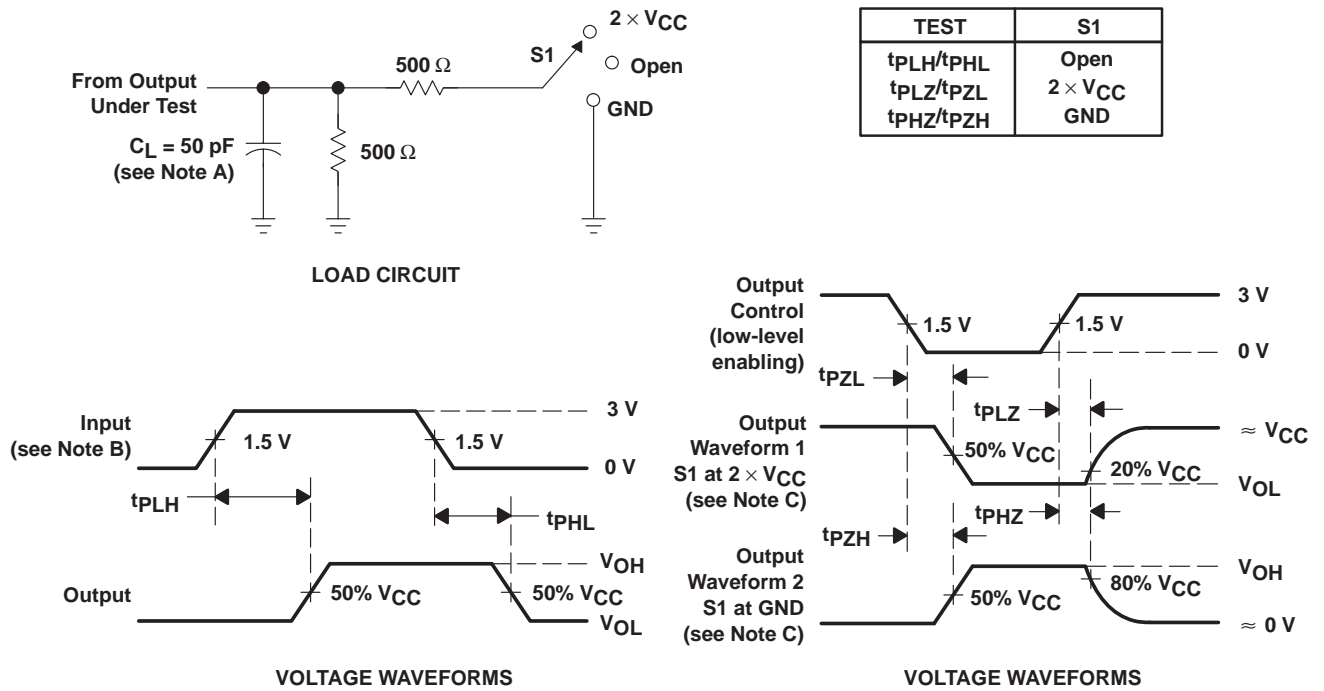 2 × VCC
S1
500 Ω
Open
From Output
Under Test
GND
CL = 50 pF
(see Note A)
500 Ω
LOAD CIRCUIT
TEST S1
tPLH/tPHL Open
tPLZ/tPZL 2 × VCC
tPHZ/tPZH GND
Input
(see Note B)
1.5 V
1.5 V
3 V
0 V
tPLH
tPHL
Output
50% VCC
50% VCC
VOH
VOL
VOLTAGE WAVEFORMS
Output
Control
(low-level
enabling)
1.5 V
1.5 V
3 V
0 V
tPZL
tPLZ
Output
Waveform 1
S1 at 2 × VCC
(see Note C)
50% VCC
20% VCC
≈ VCC
VOL
tPZH
tPHZ
Output
Waveform 2
S1 at GND
(see Note C)
50% VCC
80% VCC
VOH
≈ 0 V
VOLTAGE WAVEFORMS